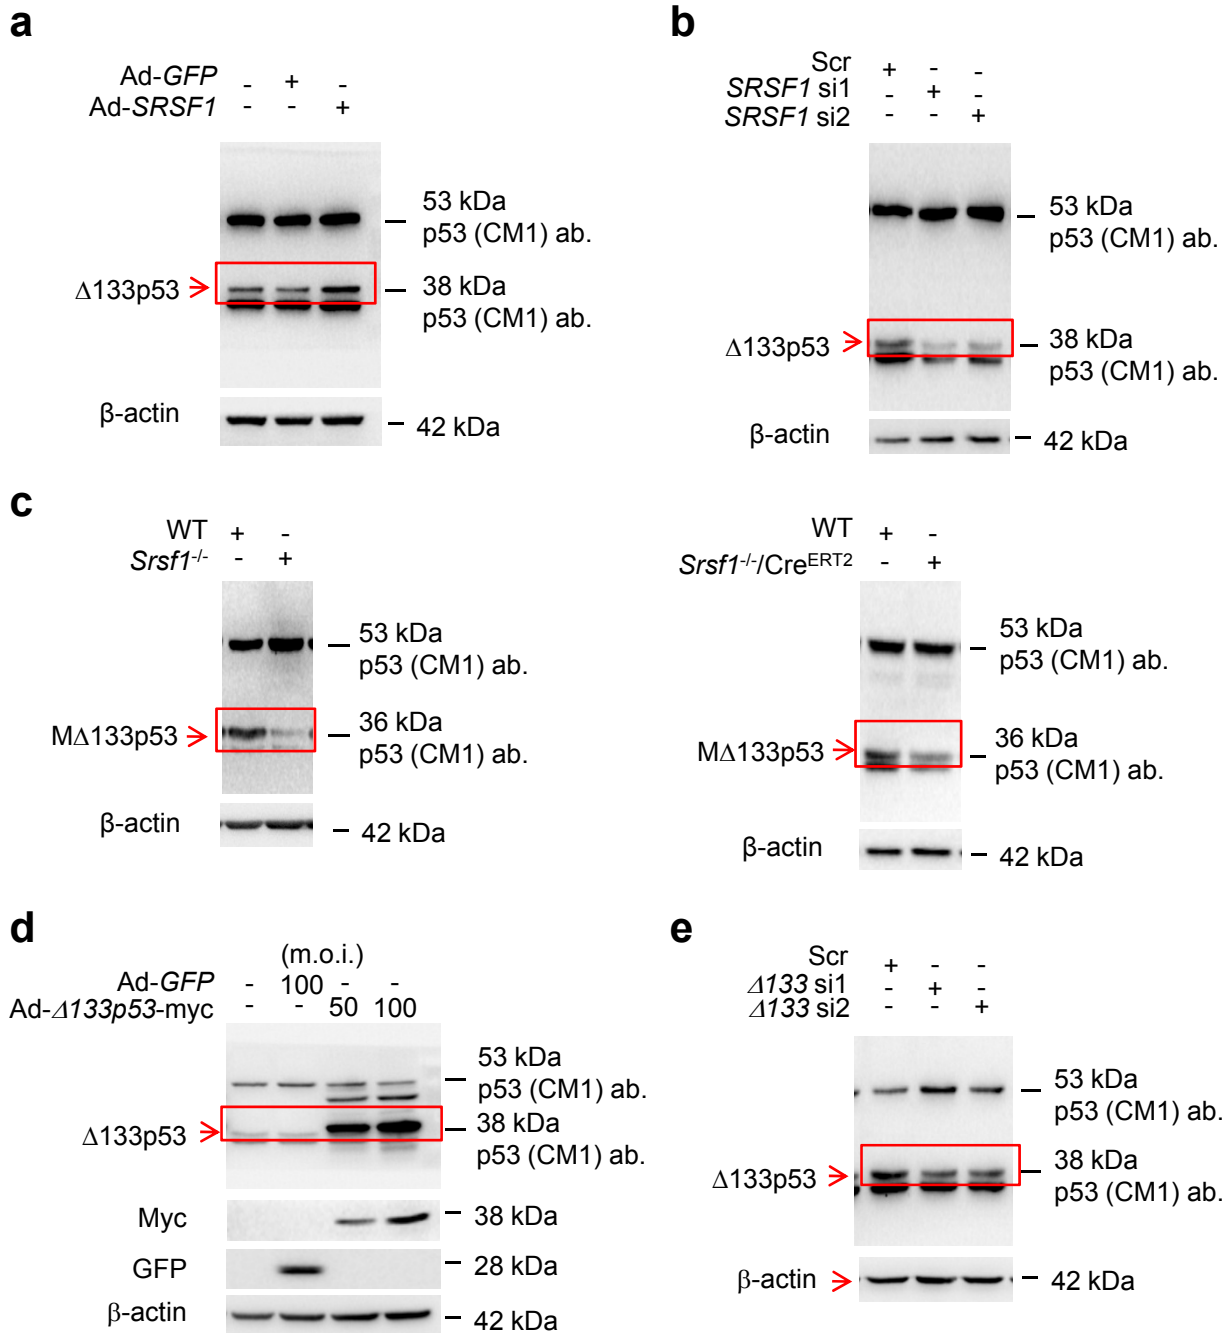 a
Ad-GFP - + -
Ad-SRSF1 - - +
53 kDa
p53 (CM1) ab.
Δ133p53
38 kDa
p53 (CM1) ab.
β-actin
42 kDa
b
Scr + - -
SRSF1 si1 - + -
SRSF1 si2 - - +
53 kDa
p53 (CM1) ab.
Δ133p53
38 kDa
p53 (CM1) ab.
β-actin
42 kDa
c
WT + -
Srsf1-/- - +
53 kDa
p53 (CM1) ab.
MΔ133p53
36 kDa
p53 (CM1) ab.
β-actin
42 kDa
WT + -
Srsf1-/-/CreERT2 - +
53 kDa
p53 (CM1) ab.
MΔ133p53
36 kDa
p53 (CM1) ab.
β-actin
42 kDa
d
(m.o.i.)
Ad-GFP - 100 - -
Ad-Δ133p53-myc - - 50 100
53 kDa
p53 (CM1) ab.
Δ133p53
38 kDa
p53 (CM1) ab.
Myc
38 kDa
GFP
28 kDa
β-actin
42 kDa
e
Scr + - -
Δ133 si1 - + -
Δ133 si2 - - +
53 kDa
p53 (CM1) ab.
Δ133p53
38 kDa
p53 (CM1) ab.
β-actin
42 kDa